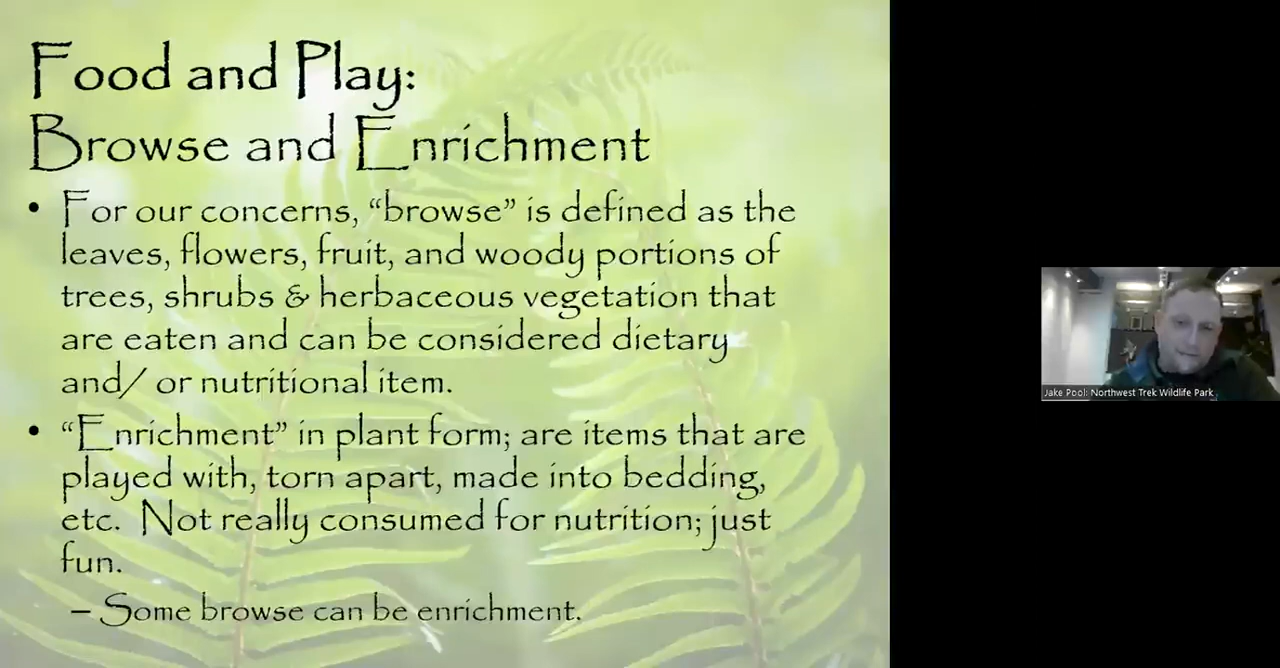 Food and Play:
Browse and Enrichment
• For our concerns, “browse” is defined as the
leaves, flowers, fruit, and woody portions of
trees, shrubs & herbaceous vegetation that
are eaten and can be considered dietary
and/ or nutritional item.
• “Enrichment” in plant form; are items that are
played with, torn apart, made into bedding,
etc. Not really consumed for nutrition; just
fun.
– Some browse can be enrichment.
Jake Pool: Northwest Trek Wildlife Park